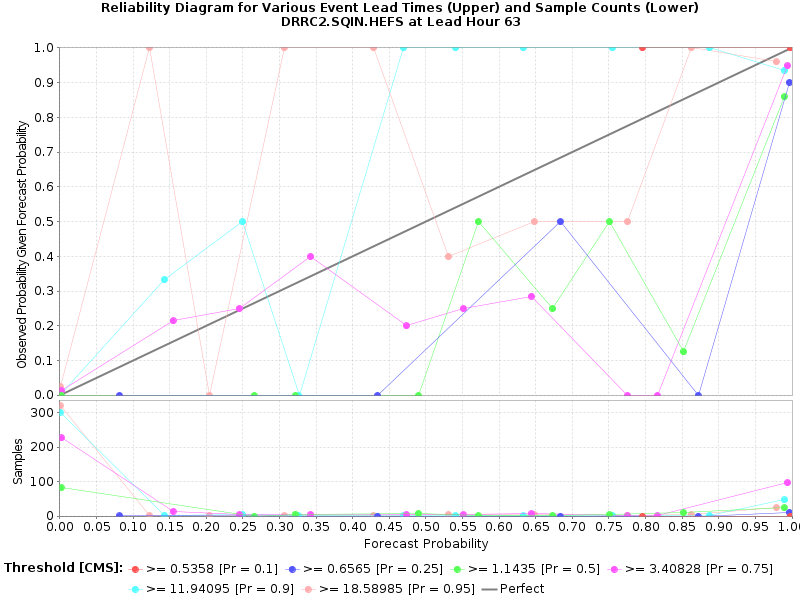 Reliability Diagram for Various Event Lead Times (Upper) and Sample Counts (Lower)
DRRC2.SQIN.HEFS at Lead Hour 63
Observed Probability Given Forecast Probability
1.0
0.9
0.8
0.7
0.6
0.5
0.4
0.3
0.2
0.1
0.0
Samples
300
200
100
0
0.00 0.05 0.10 0.15 0.20 0.25 0.30 0.35 0.40 0.45 0.50 0.55 0.60 0.65 0.70 0.75 0.80 0.85 0.90 0.95 1.00
Forecast Probability
Threshold [CMS]: >= 0.5358 [Pr = 0.1] >= 0.6565 [Pr = 0.25] >= 1.1435 [Pr = 0.5] >= 3.40828 [Pr = 0.75]
>= 11.94095 [Pr = 0.9] >= 18.58985 [Pr = 0.95] Perfect